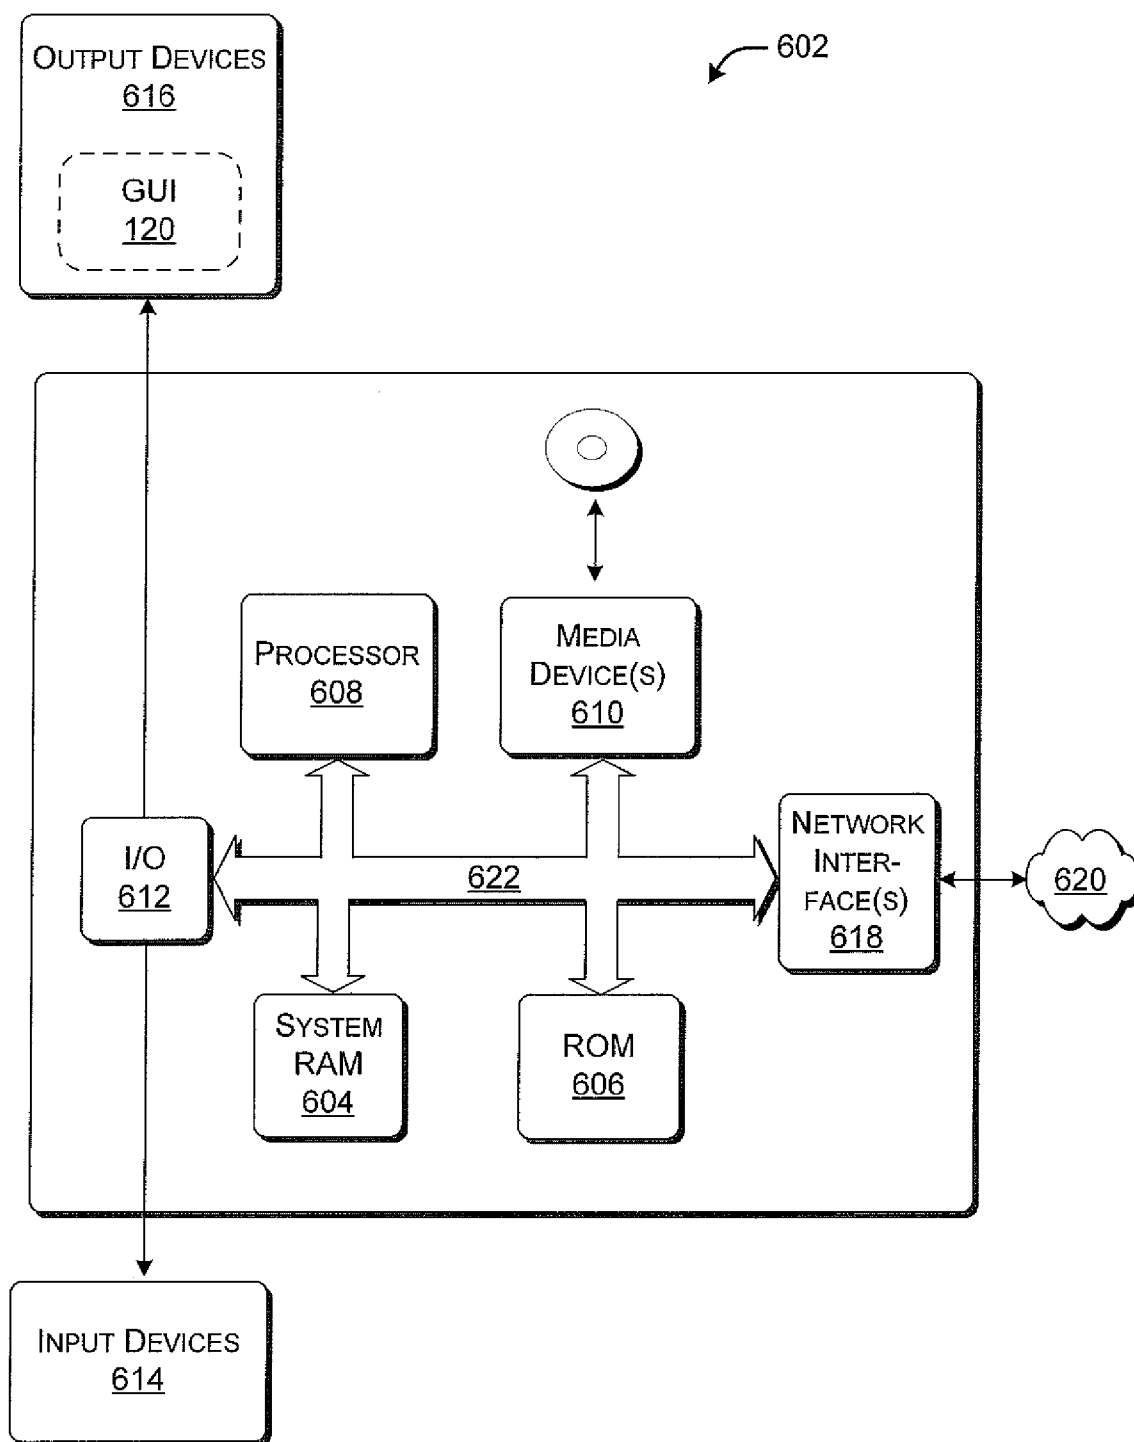 OUTPUT DEVICES
616
GUI
120
602
PROCESSOR
608
MEDIA
DEVICE(S)
610
I/O
612
622
NETWORK
INTER-
FACE(S)
618
620
SYSTEM
RAM
604
ROM
606
INPUT DEVICES
614